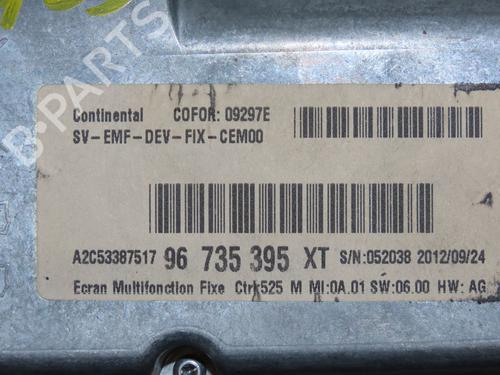 B-PARTS
Continental COFOR: 09297E
SV-EMF-DEV-FIX-CEM00
A2C53387517 96 735 395 XT S/N:052038 2012/09/24
Ecran Multifonction Fixe Ctrk525 M MI:0A.01 SW:06.00 HW: AG